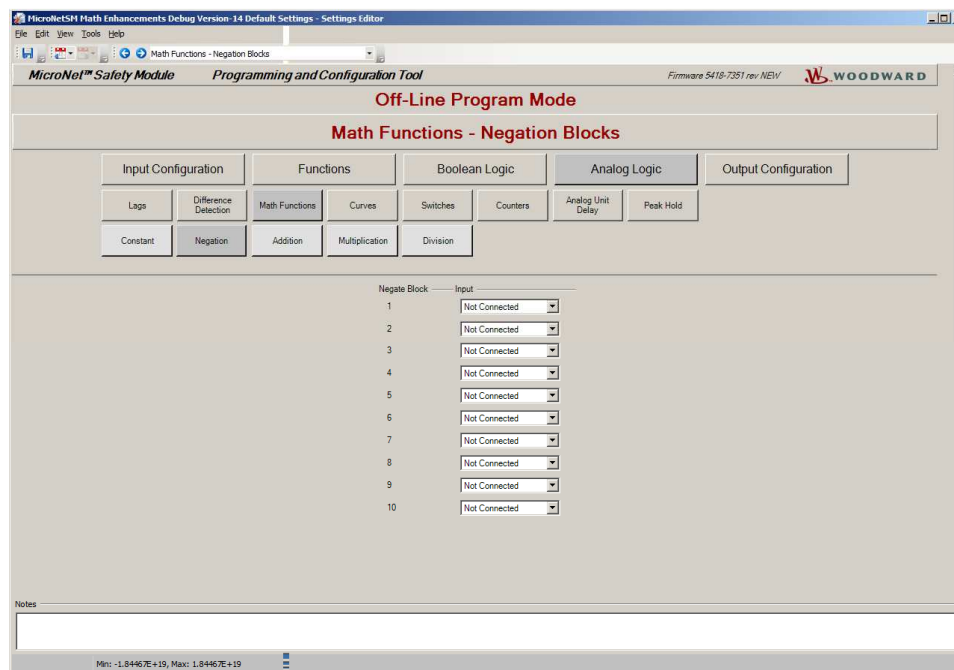 MicroNetSM Math Enhancements Debug Version-14 Default Settings - Settings Editor
File Edit View Tools Help
Math Functions - Negation Blocks
MicroNet™ Safety Module Programming and Configuration Tool Firmware 5418-7351 rev NEW WOODWARD
Off-Line Program Mode
Math Functions - Negation Blocks
Input Configuration Functions Boolean Logic Analog Logic Output Configuration
Lags Difference Detection Math Functions Curves Switches Counters Analog Unit Delay Peak Hold
Constant Negation Addition Multiplication Division
Negate Block Input
1 Not Connected
2 Not Connected
3 Not Connected
4 Not Connected
5 Not Connected
6 Not Connected
7 Not Connected
8 Not Connected
9 Not Connected
10 Not Connected
Notes
Min: -1.84467E+19, Max: 1.84467E+19